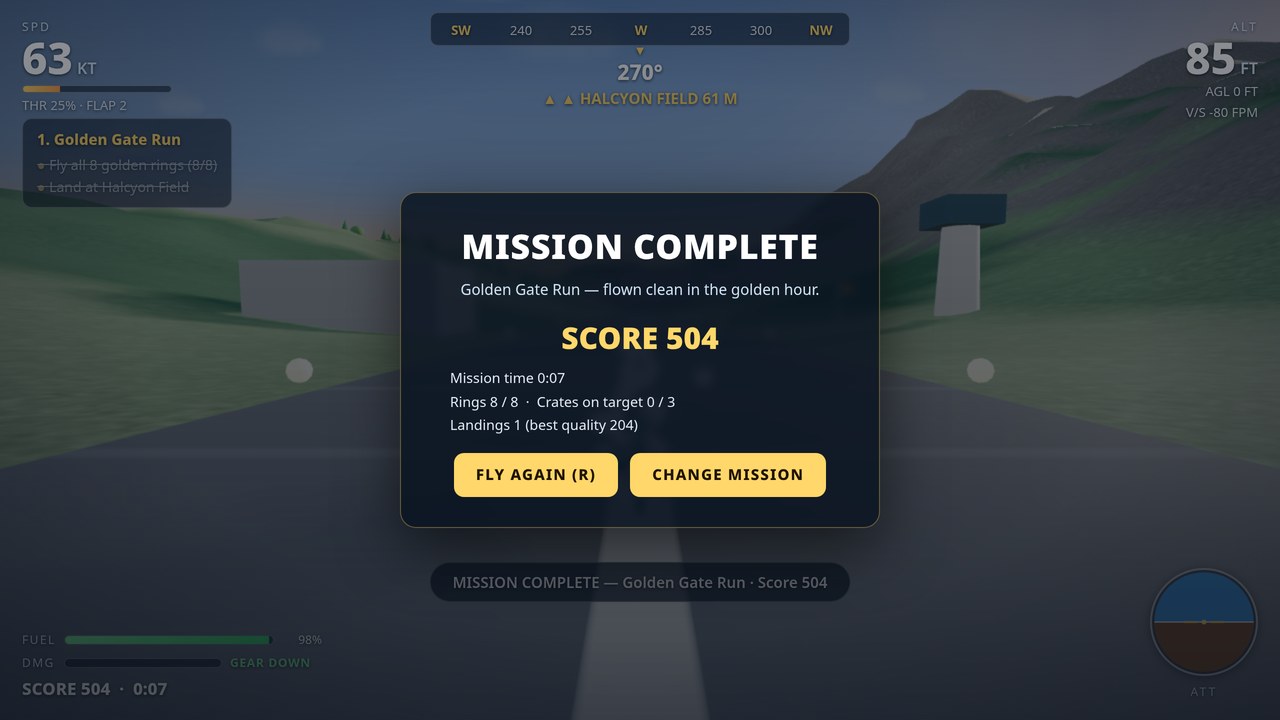 SPD
63 KT
THR 25% · FLAP 2
SW 240 255 W 285 300 NW
▼
270°
▲ ▲ HALCYON FIELD 61 M
ALT
85 FT
AGL 0 FT
V/S -80 FPM
1. Golden Gate Run
Fly all 8 golden rings (8/8)
Land at Halcyon Field
MISSION COMPLETE
Golden Gate Run — flown clean in the golden hour.
SCORE 504
Mission time 0:07
Rings 8 / 8 · Crates on target 0 / 3
Landings 1 (best quality 204)
FLY AGAIN (R) CHANGE MISSION
MISSION COMPLETE — Golden Gate Run · Score 504
FUEL 98%
DMG GEAR DOWN
SCORE 504 · 0:07
ATT